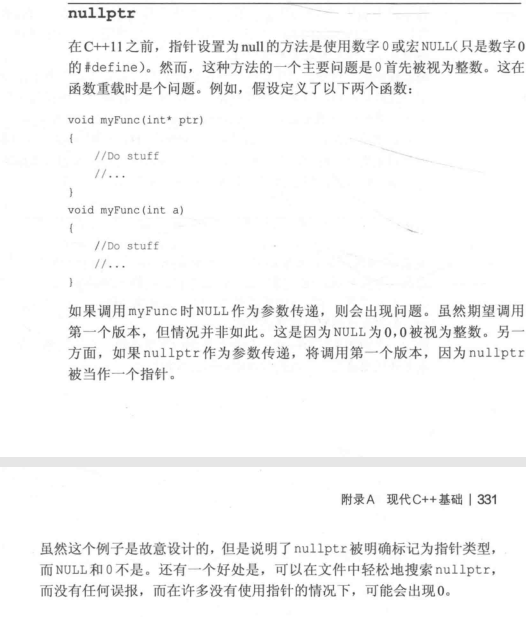 nullptr
在C++11之前，指针设置为null的方法是使用数字0或宏NULL(只是数字0
的#define)。然而，这种方法的一个主要问题是0首先被视为整数。这在
函数重载时是个问题。例如，假设定义了以下两个函数：
void myFunc(int* ptr)
{
//Do stuff
//...
}
void myFunc(int a)
{
//Do stuff
//...
}
如果调用myFunc时NULL作为参数传递，则会出现问题。虽然期望调用
第一个版本，但情况并非如此。这是因为NULL为0,0被视为整数。另一
方面，如果nullptr作为参数传递，将调用第一个版本，因为nullptr
被当作一个指针。
附录A 现代C++基础 | 331
虽然这个例子是故意设计的，但是说明了nullptr被明确标记为指针类型，
而NULL和0不是。还有一个好处是，可以在文件中轻松地搜索nullptr，
而没有任何误报，而在许多没有使用指针的情况下，可能会出现0。